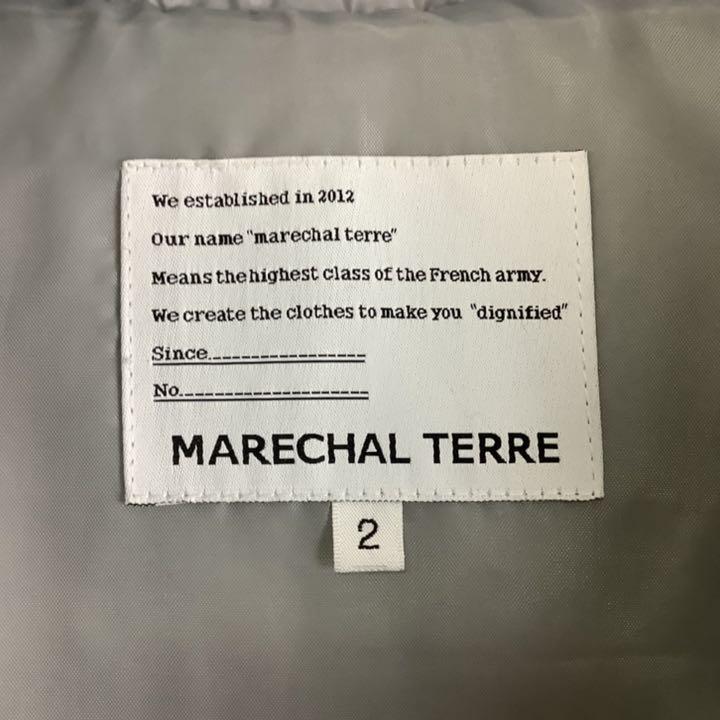 We established in 2012
Our name "marechal terre"
Means the highest class of the French army.
We create the clothes to make you "dignified"
Since
No.
MARECHAL TERRE
2